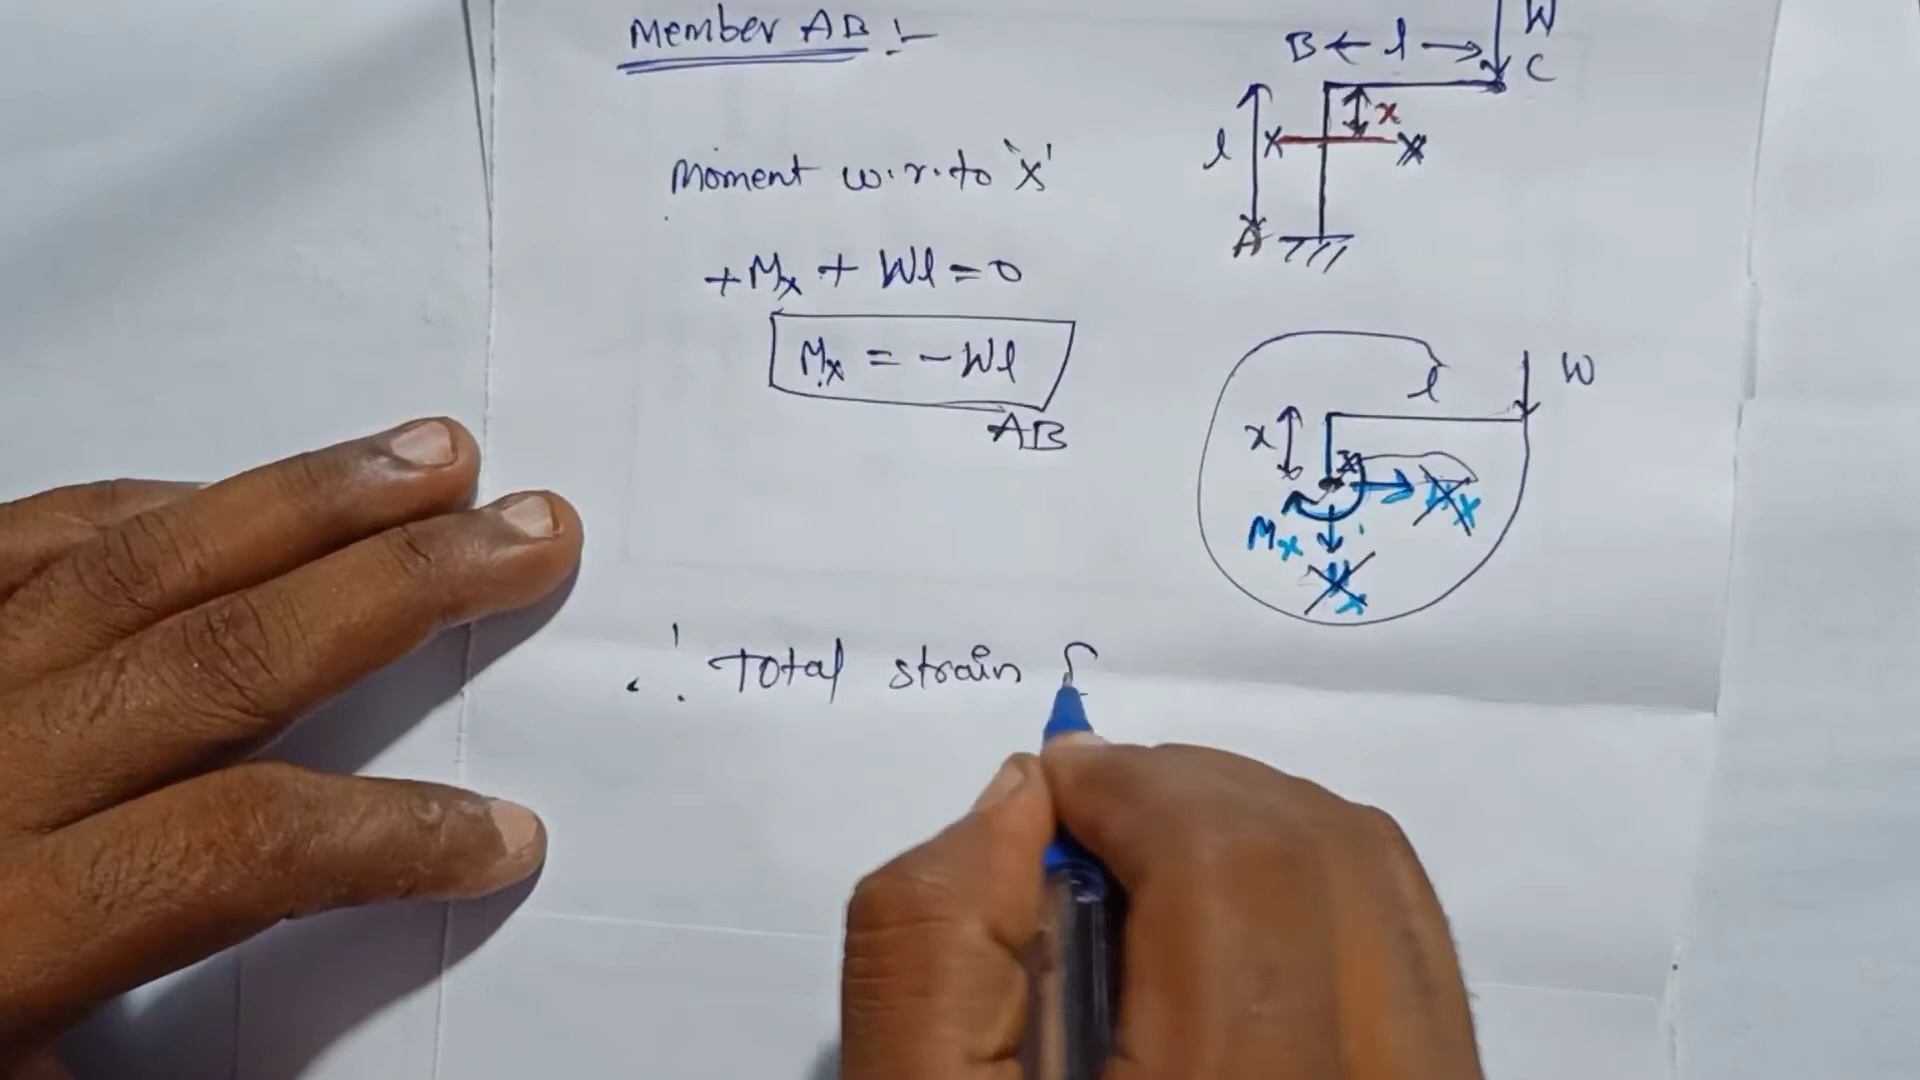 Member AB :-
Moment w.r.to 'x'
+Mx + Wl = 0
Mx = -Wl
AB
∴ Total strain
W
B l C
x
l X X
A
l W
x X
Mx